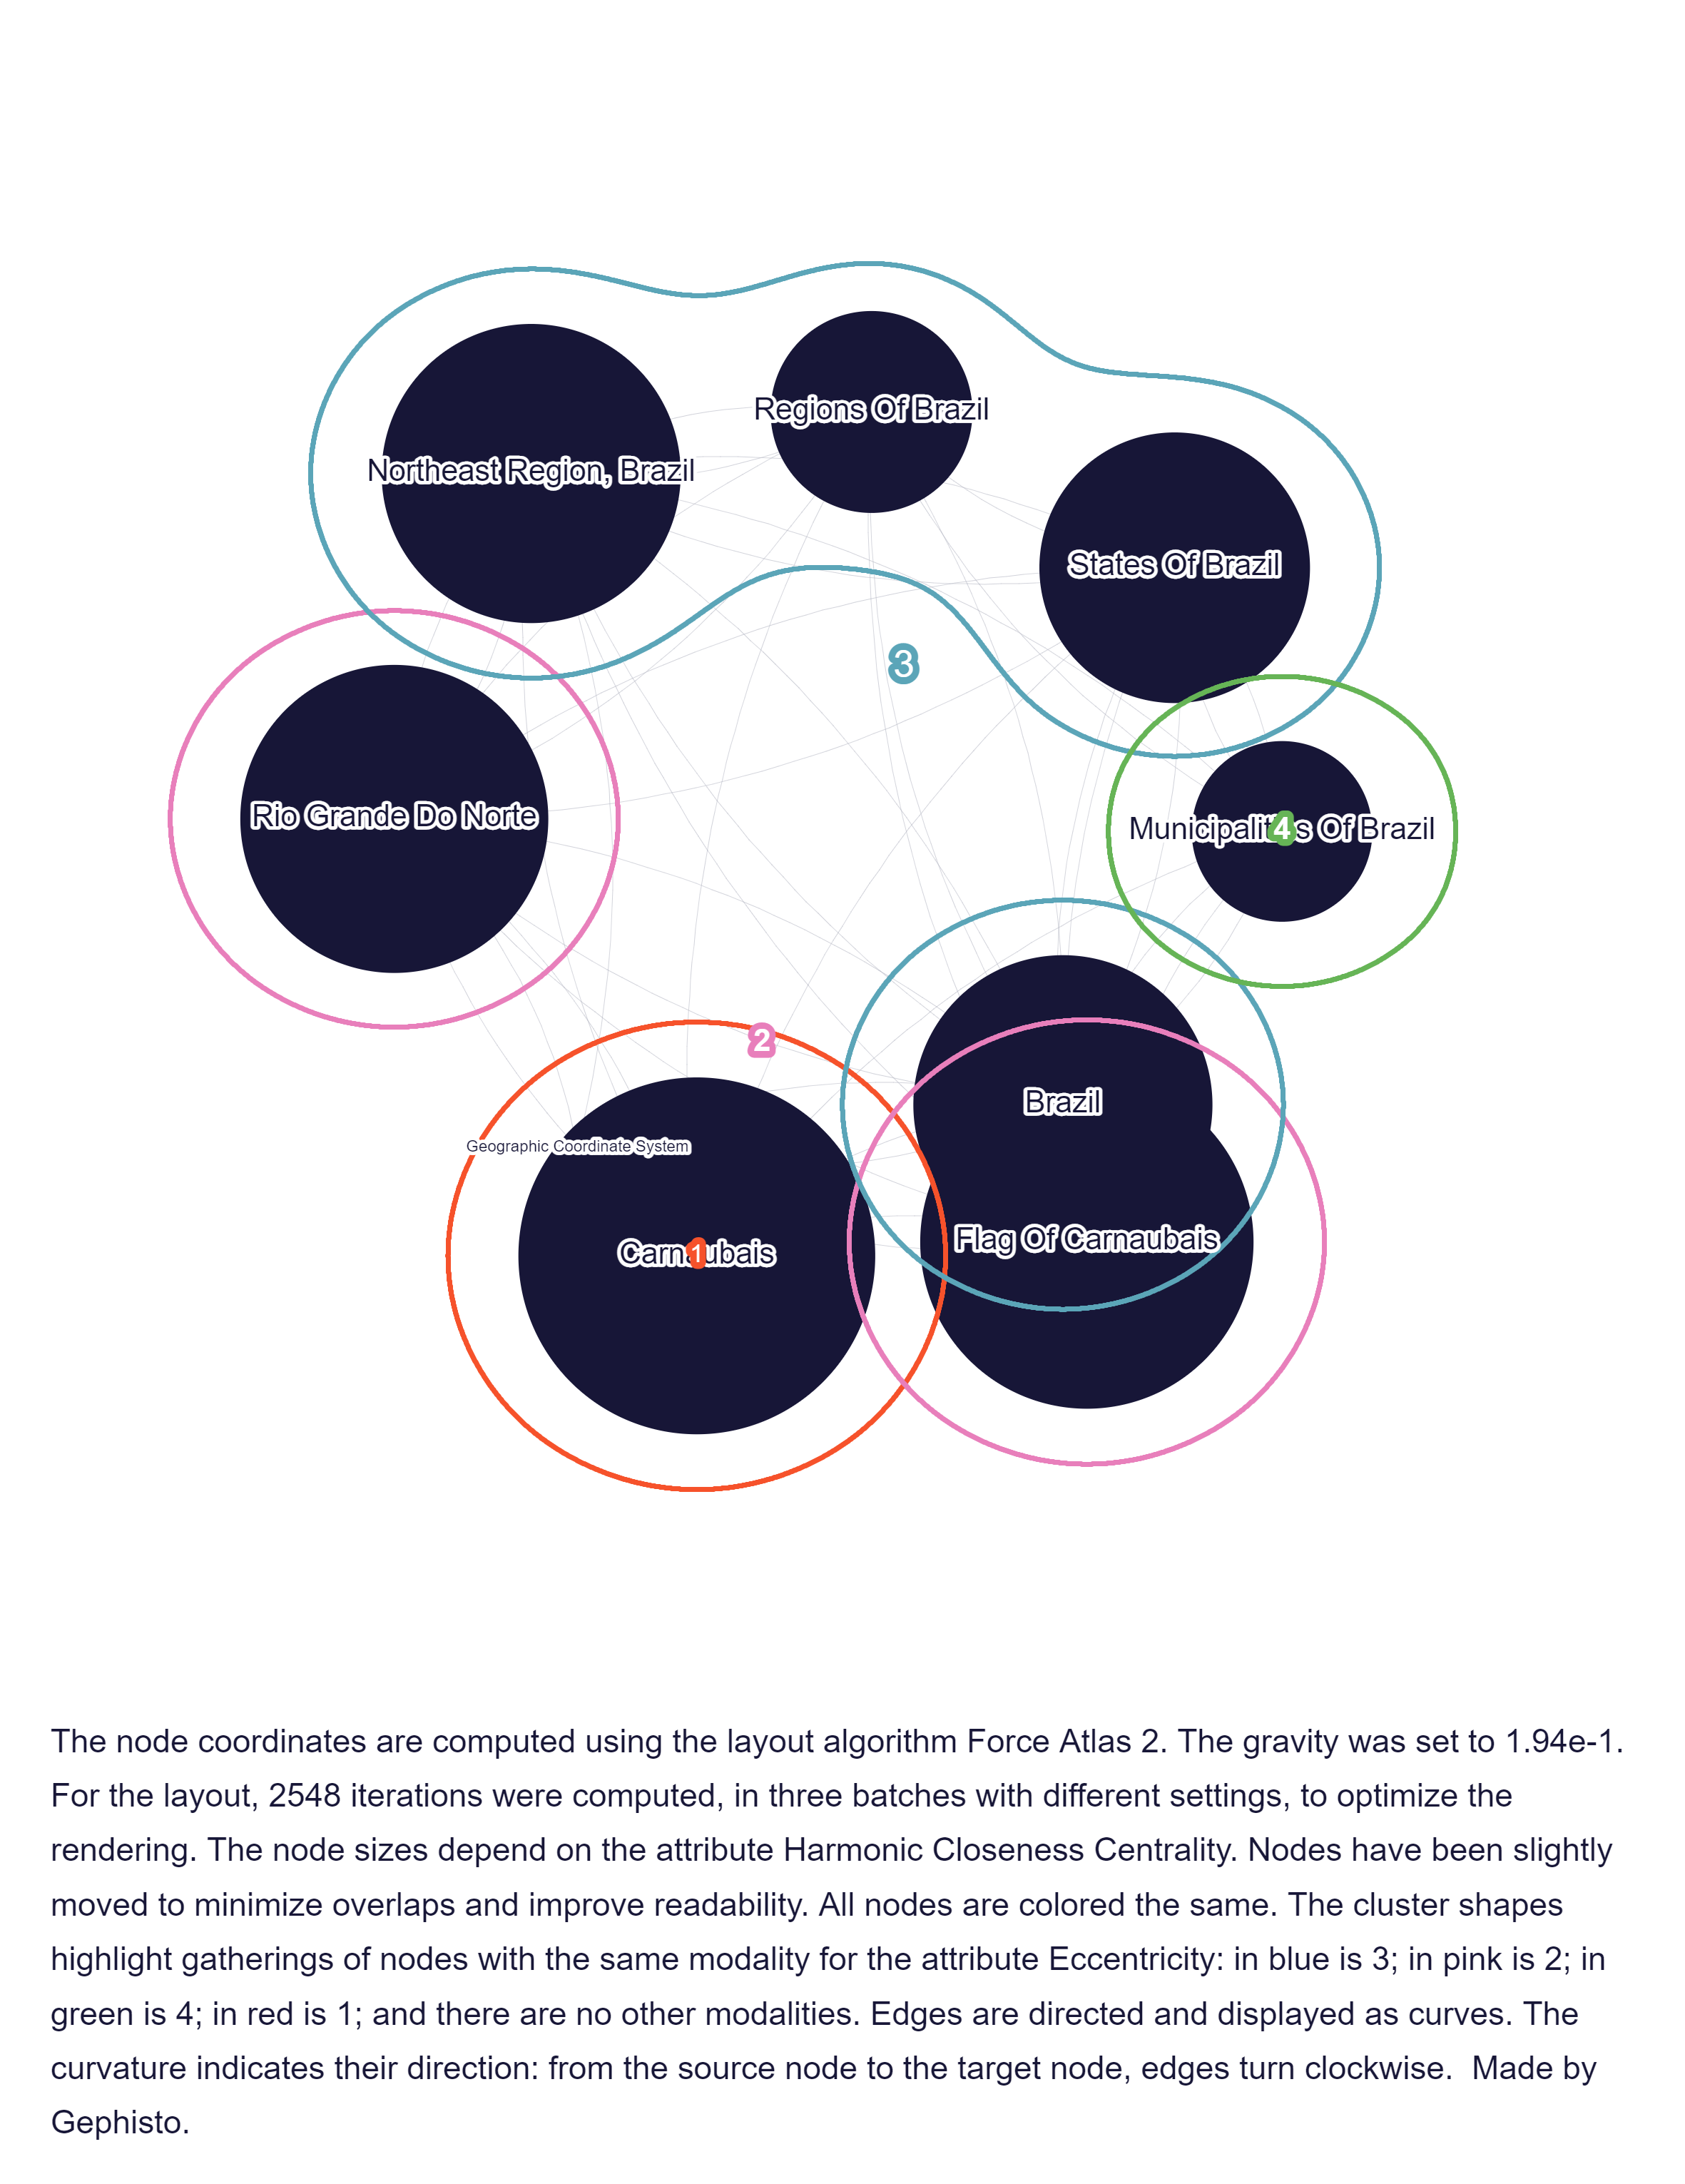 Regions Of Brazil
Northeast Region, Brazil
States Of Brazil
3
Rio Grande Do Norte
Municipalities Of Brazil
4
2
Brazil
Geographic Coordinate System
Flag Of Carnaubais
Carnaubais
1
The node coordinates are computed using the layout algorithm Force Atlas 2. The gravity was set to 1.94e-1.
For the layout, 2548 iterations were computed, in three batches with different settings, to optimize the
rendering. The node sizes depend on the attribute Harmonic Closeness Centrality. Nodes have been slightly
moved to minimize overlaps and improve readability. All nodes are colored the same. The cluster shapes
highlight gatherings of nodes with the same modality for the attribute Eccentricity: in blue is 3; in pink is 2; in
green is 4; in red is 1; and there are no other modalities. Edges are directed and displayed as curves. The
curvature indicates their direction: from the source node to the target node, edges turn clockwise.  Made by
Gephisto.